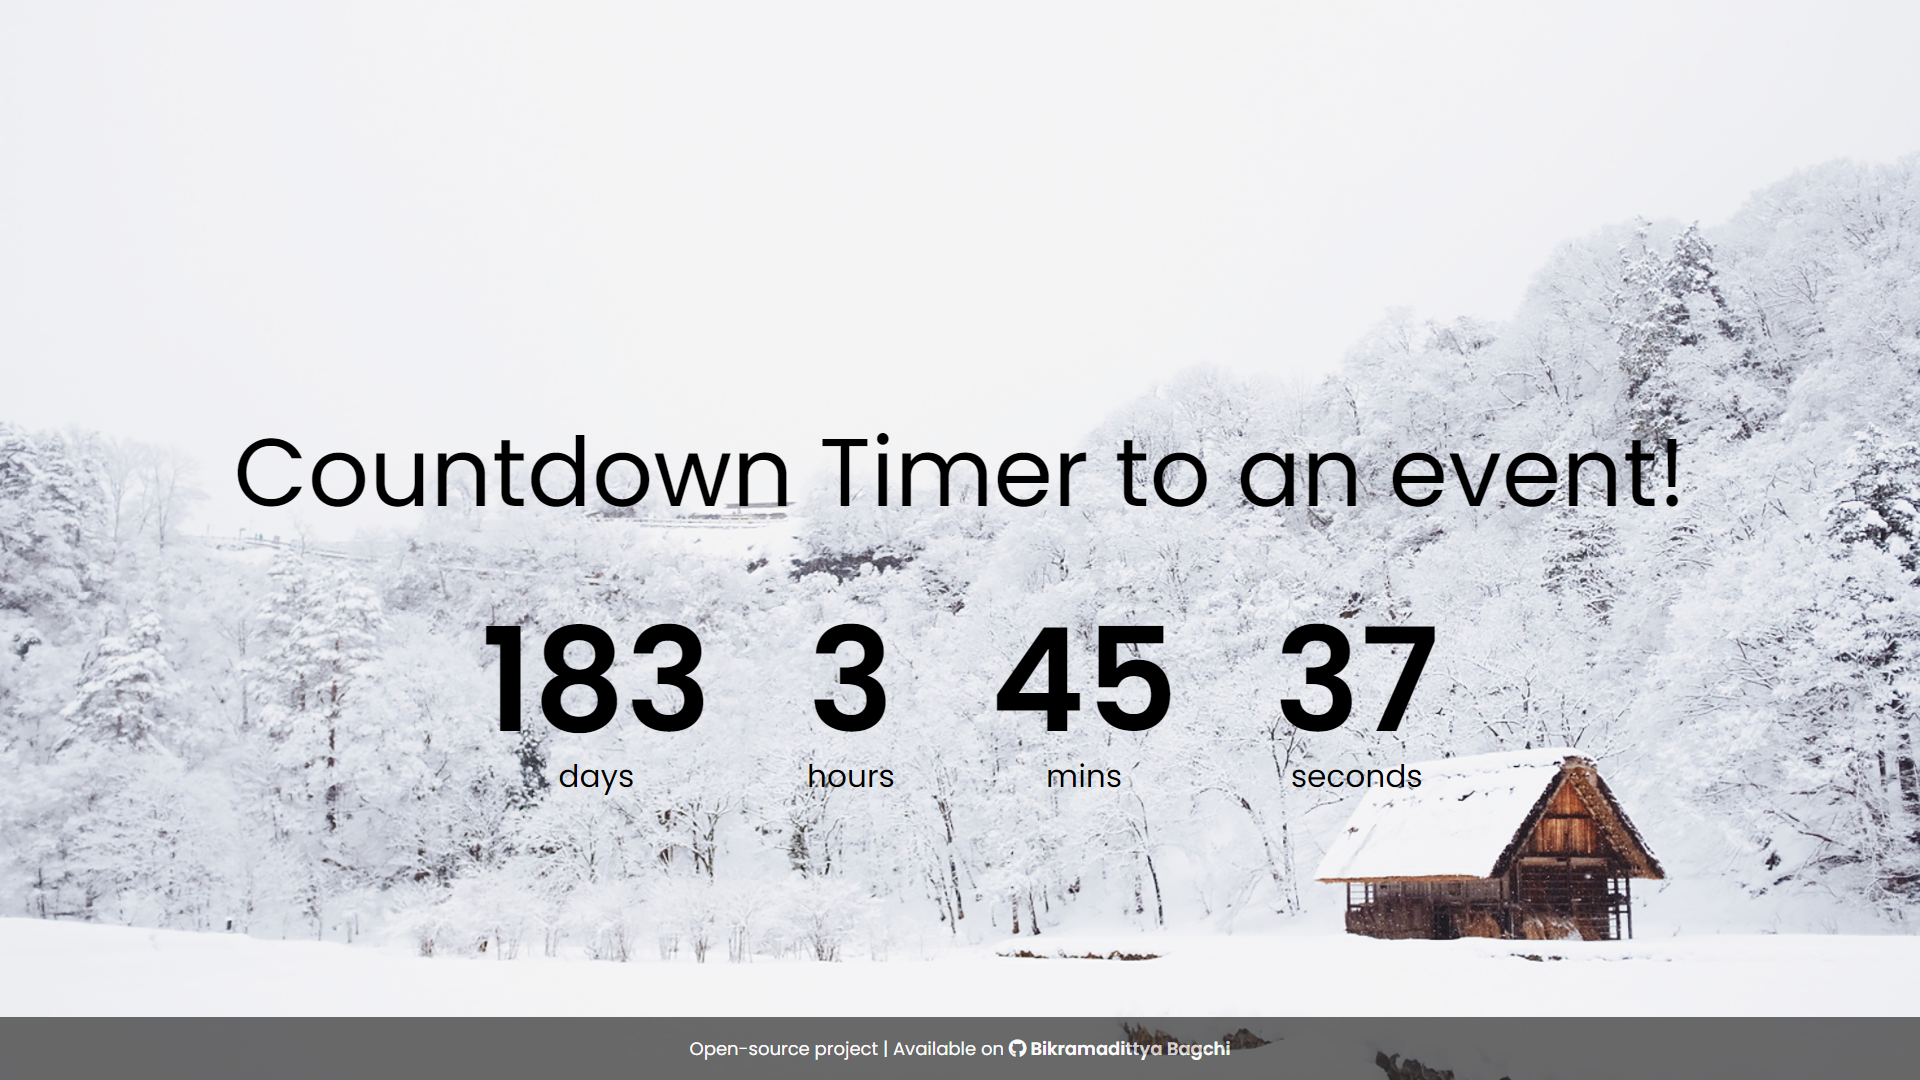 Countdown Timer to an event!
183 3 45 37
days hours mins seconds
Open-source project | Available on Bikramadittya Bagchi